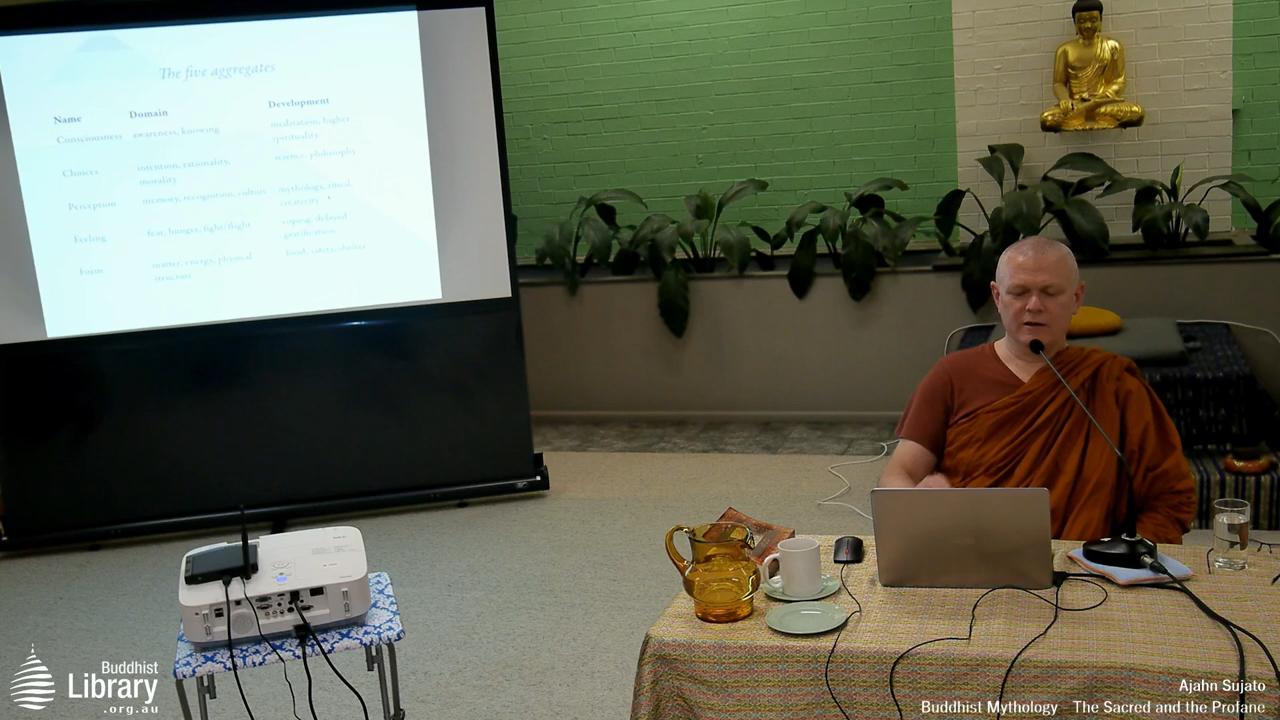 The five aggregates
Name Domain Development
Consciousness awareness, knowing meditation, higher
spirituality
Choices intention, rationality, science, philosophy
morality
Perception memory, recognition, culture mythology, ritual,
creativity
Feeling fear, hunger, fight/flight coping, delayed
gratification
Form matter, energy, physical food, safety, shelter
structure
Buddhist
Library
.org.au
Ajahn Sujato
Buddhist Mythology The Sacred and the Profane